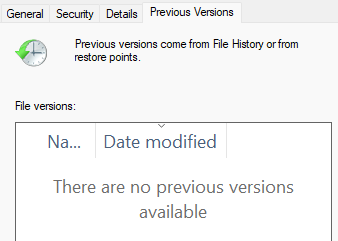 General Security Details Previous Versions
Previous versions come from File History or from
restore points.
File versions:
Na... Date modified
There are no previous versions
available